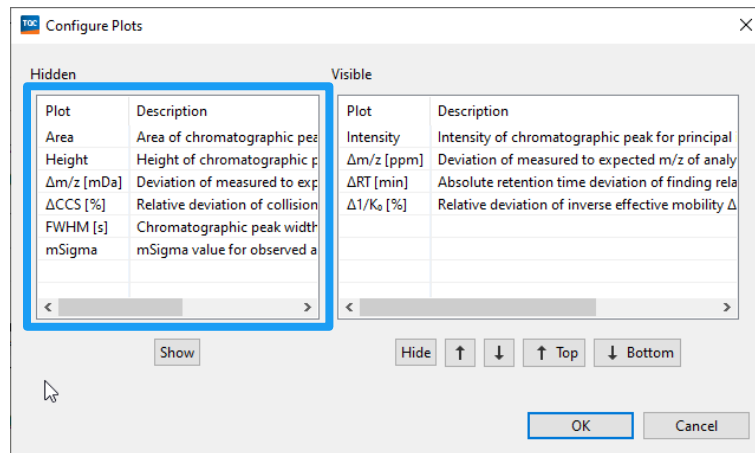 TQC Configure Plots
Hidden
Visible
Plot Description
Area Area of chromatographic pea
Height Height of chromatographic p
Δm/z [mDa] Deviation of measured to exp
ΔCCS [%] Relative deviation of collision
FWHM [s] Chromatographic peak width
mSigma mSigma value for observed a
Plot Description
Intensity Intensity of chromatographic peak for principal
Δm/z [ppm] Deviation of measured to expected m/z of analy
ΔRT [min] Absolute retention time deviation of finding rela
Δ1/K₀ [%] Relative deviation of inverse effective mobility Δ
Show
Hide ↑ ↓ ↑ Top ↓ Bottom
OK Cancel